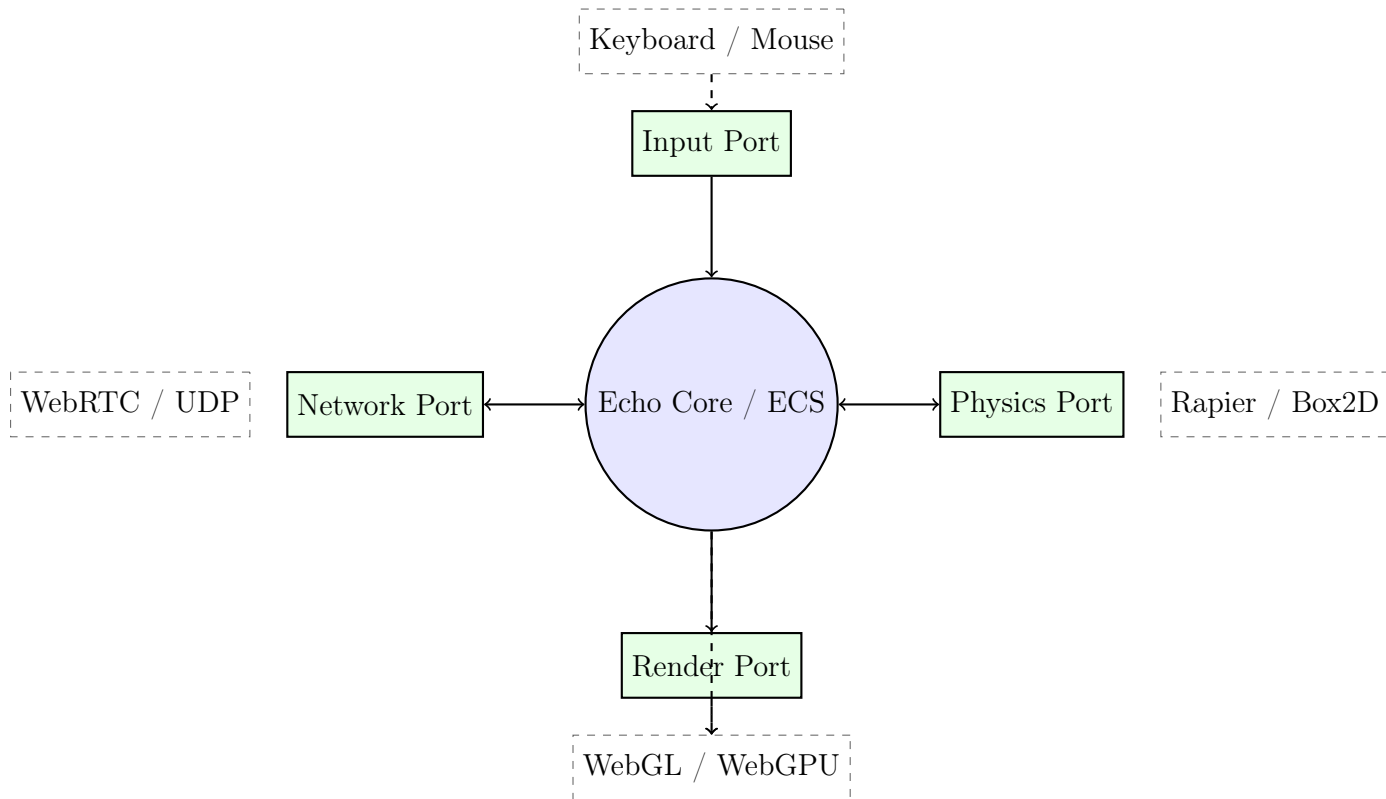 Keyboard / Mouse
Input Port
WebRTC / UDP
Network Port
Echo Core / ECS
Physics Port
Rapier / Box2D
Render Port
WebGL / WebGPU